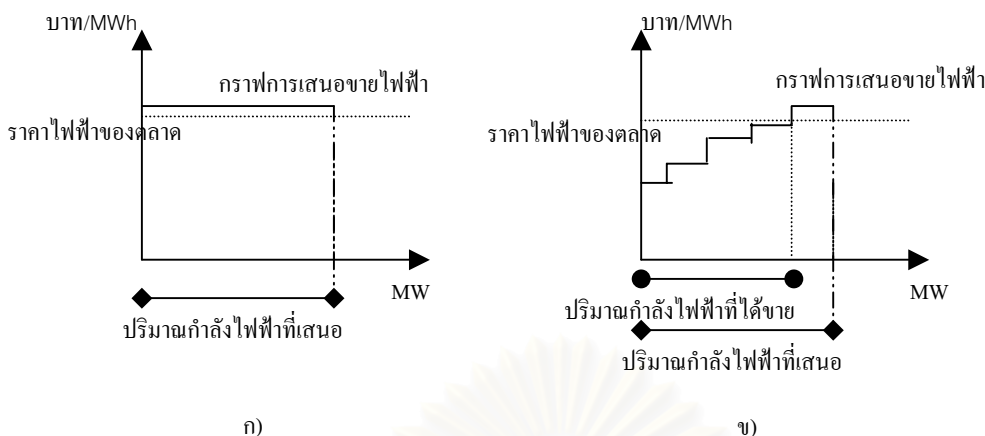 บาท/MWh
กราฟการเสนอขายไฟฟ้า
ราคาไฟฟ้าของตลาด
MW
ปริมาณกำลังไฟฟ้าที่เสนอ
ก)
บาท/MWh
กราฟการเสนอขายไฟฟ้า
ราคาไฟฟ้าของตลาด
MW
ปริมาณกำลังไฟฟ้าที่ได้ขาย
ปริมาณกำลังไฟฟ้าที่เสนอ
ข)